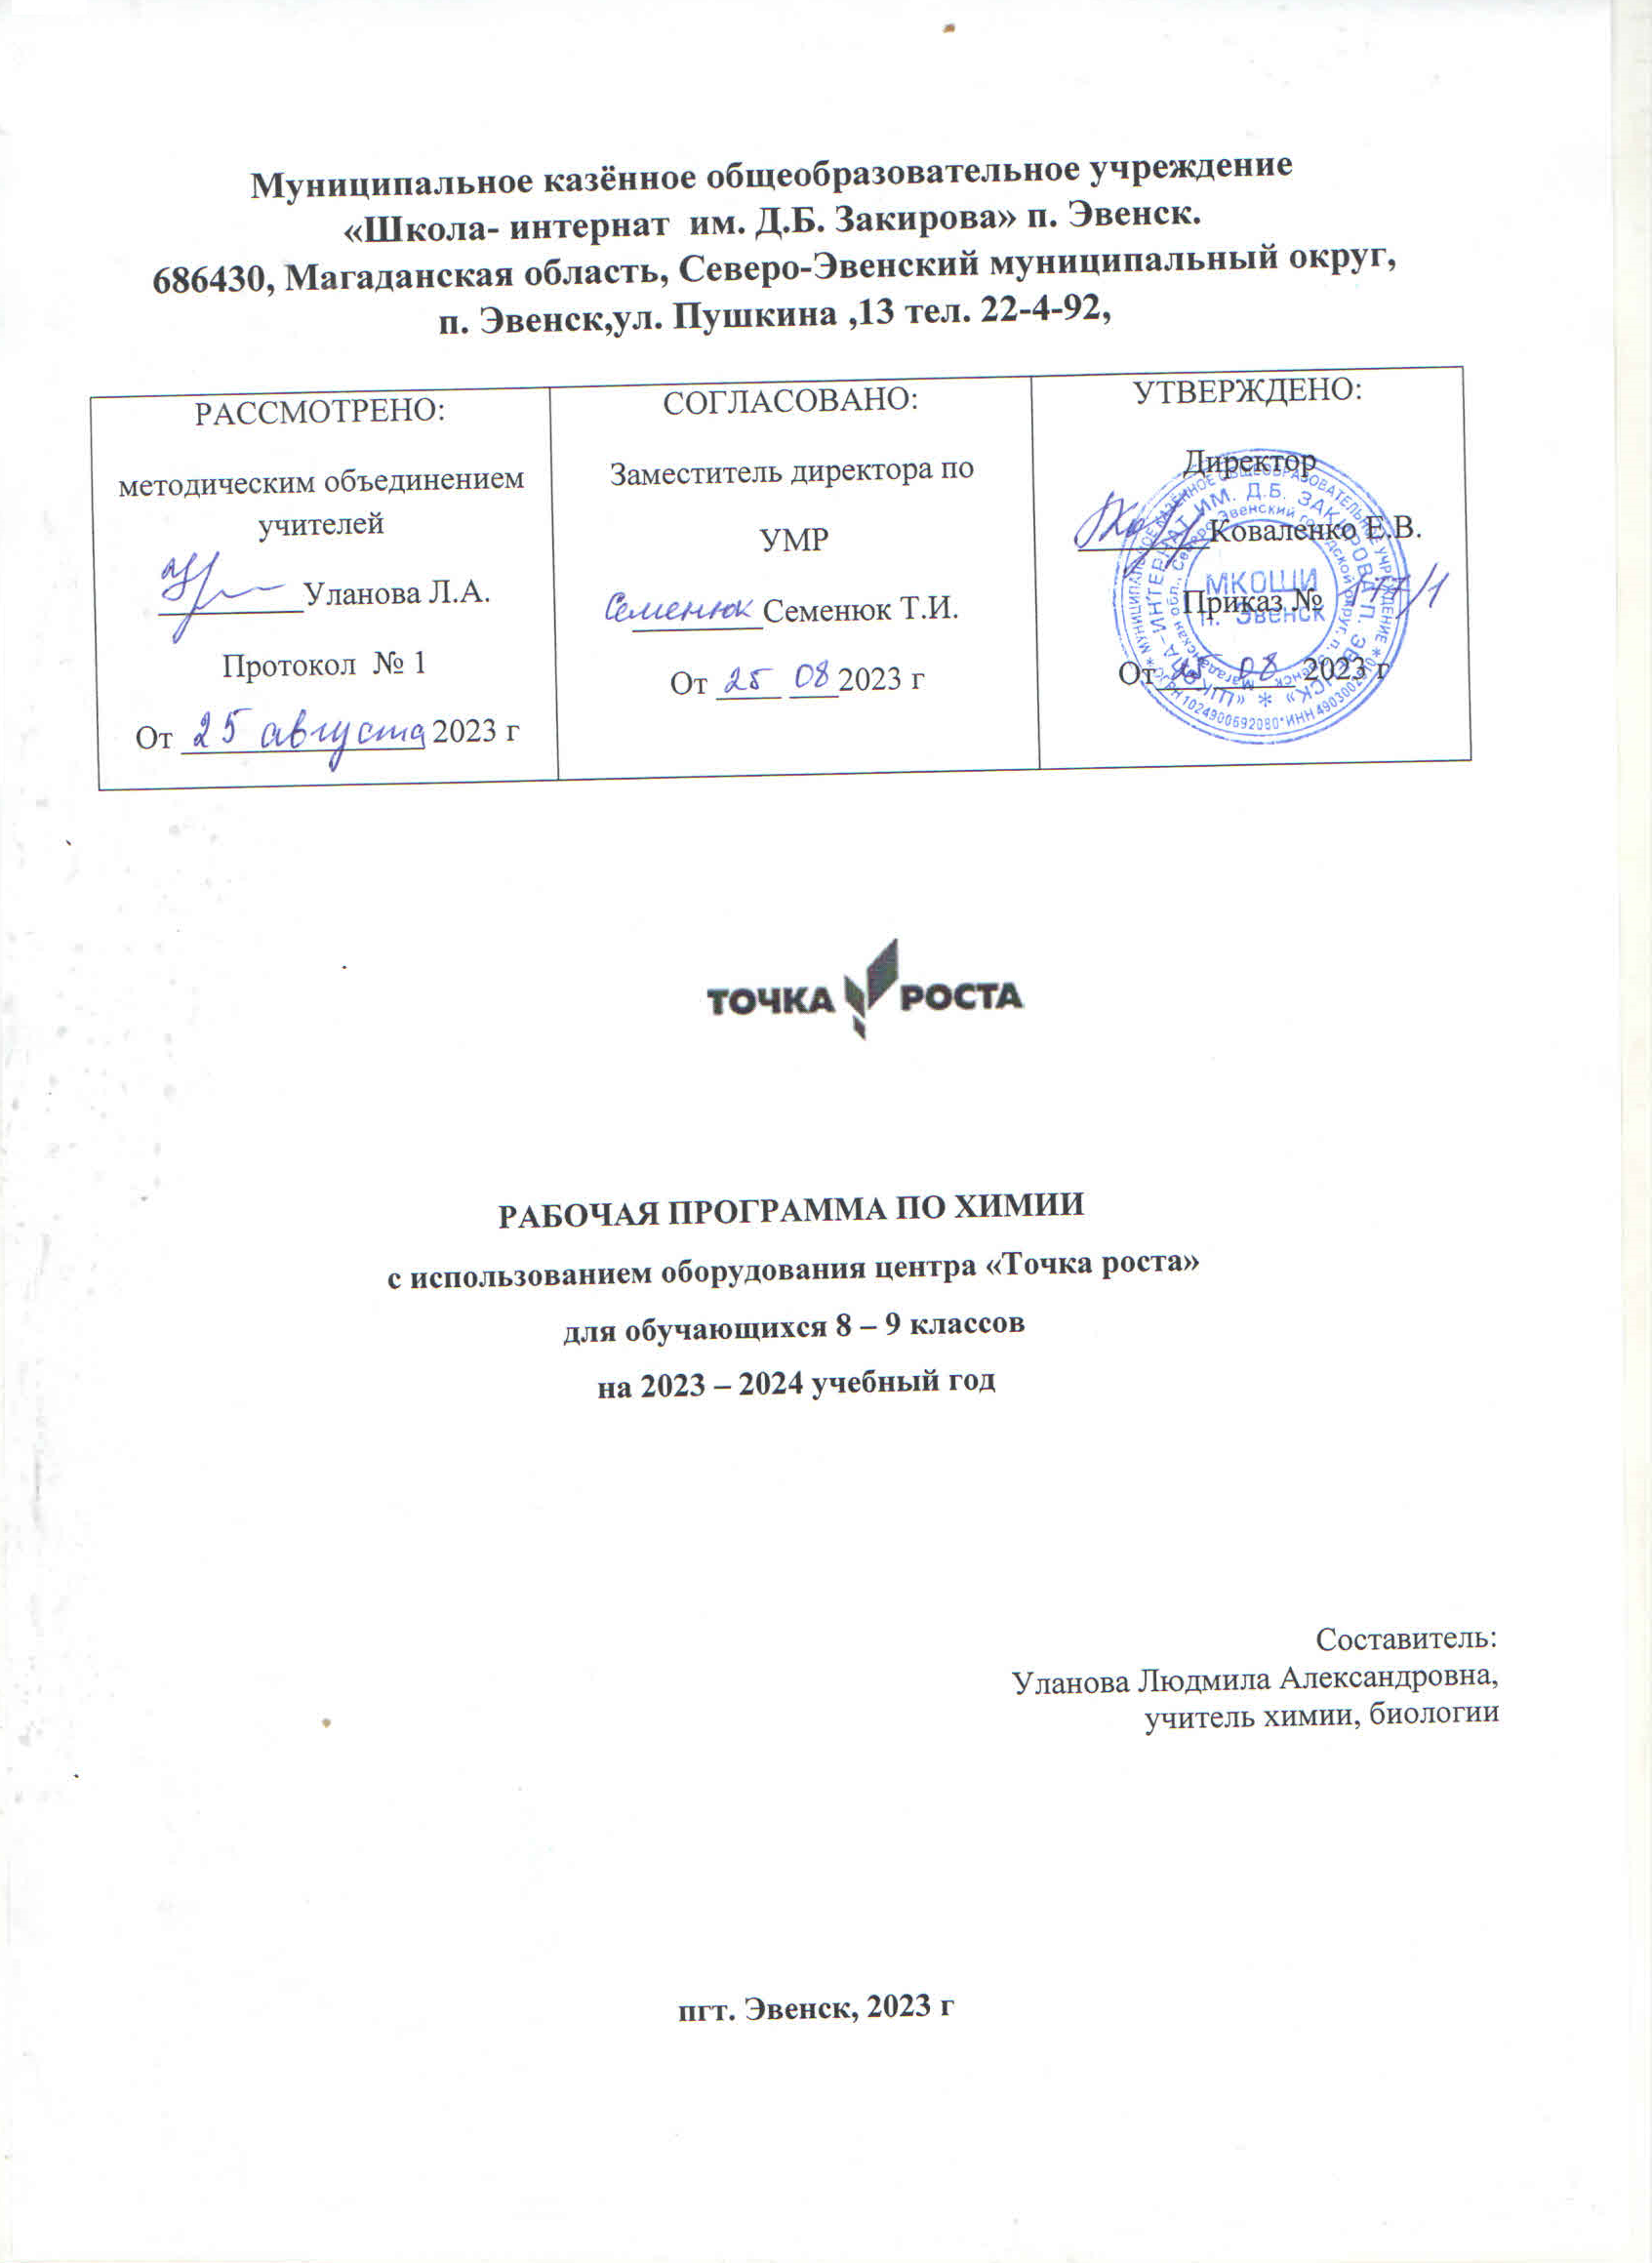 Муниципальное казённое общеобразовательное учреждение
«Школа- интернат  им. Д.Б. Закирова» п. Эвенск.
686430, Магаданская область, Северо-Эвенский муниципальный округ,
п. Эвенск,ул. Пушкина ,13 тел. 22-4-92,
РАССМОТРЕНО:
методическим объединением
учителей
Уланова Л.А.
Протокол  № 1
От 25 августа 2023 г
СОГЛАСОВАНО:
Заместитель директора по
УМР
Семенюк Семенюк Т.И.
От 25 08 2023 г
УТВЕРЖДЕНО:
Директор
Коваленко Е.В.
Приказ №
От 25 08 2023 г
МКОШИ
п. Эвенск
ТОЧКА РОСТА
РАБОЧАЯ ПРОГРАММА ПО ХИМИИ
с использованием оборудования центра «Точка роста»
для обучающихся 8 – 9 классов
на 2023 – 2024 учебный год
Составитель:
Уланова Людмила Александровна,
учитель химии, биологии
пгт. Эвенск, 2023 г